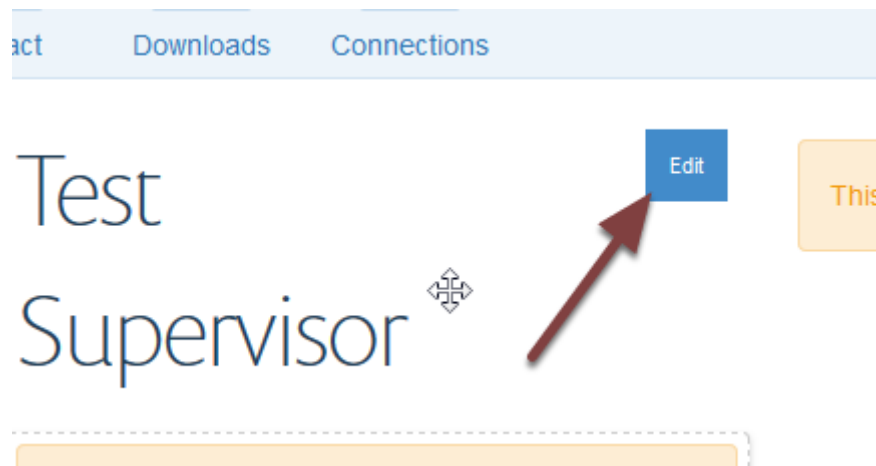 act Downloads Connections
Edit
Test
This
Supervisor